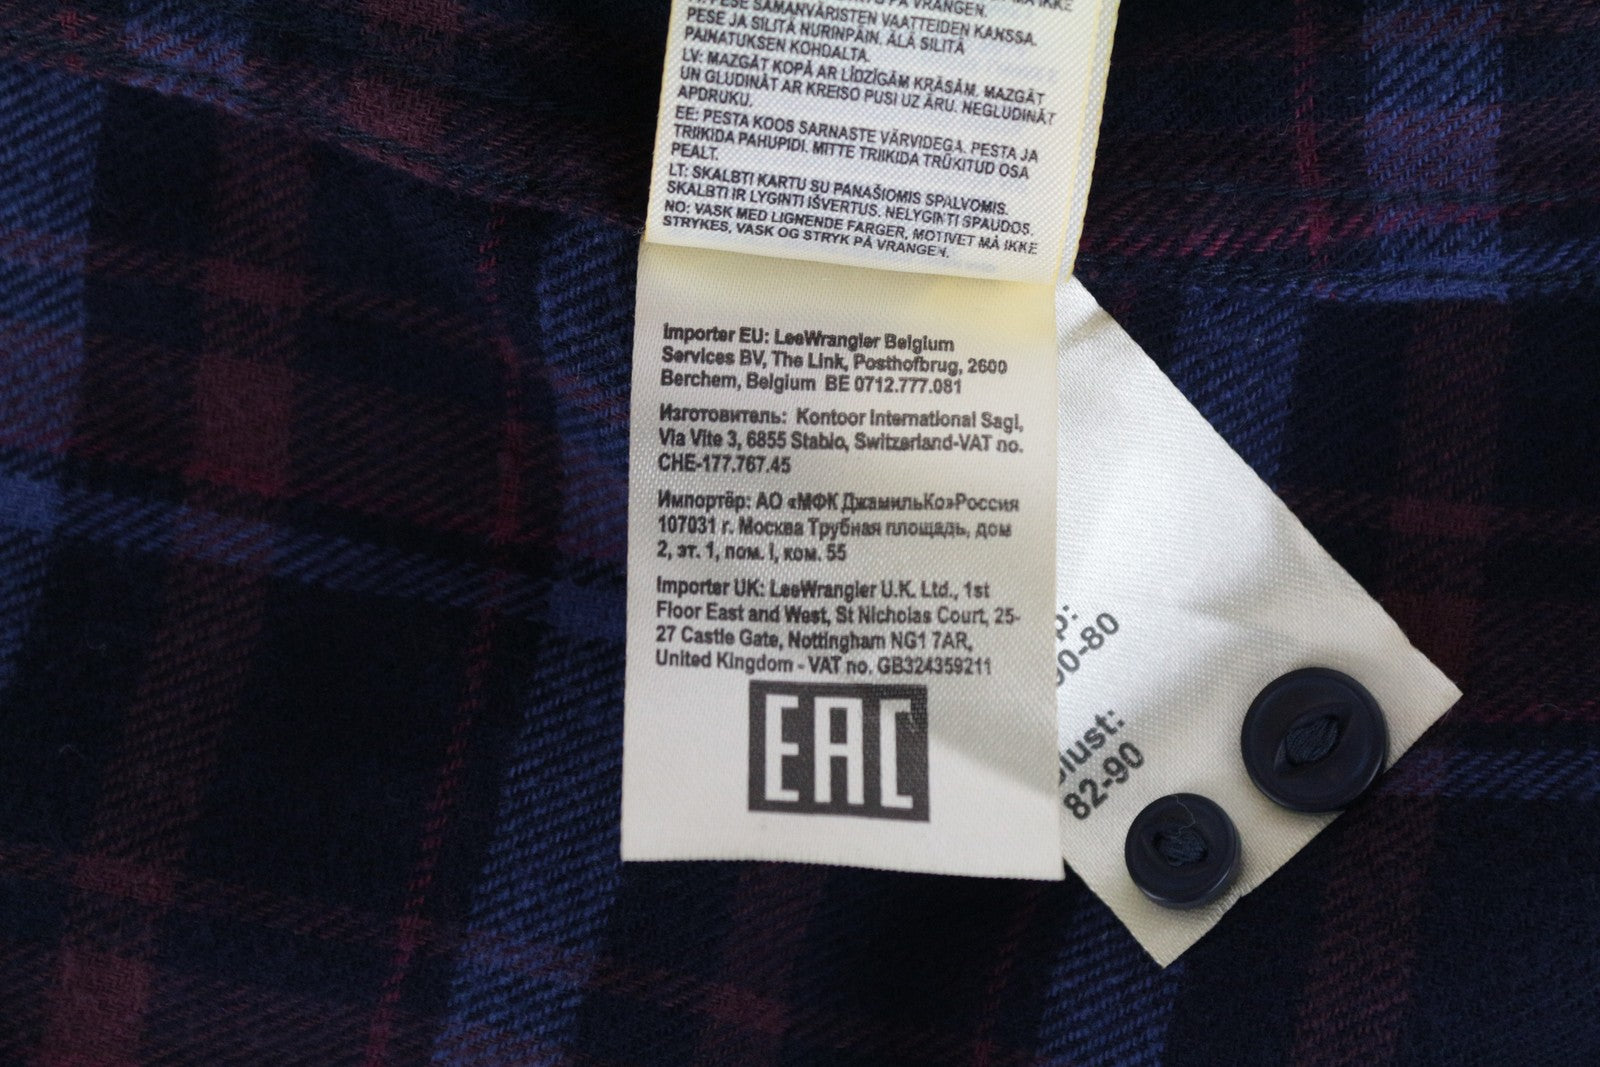 PÅ VRANGEN.
MÅ IKKE
PESE SAMANVÄRISTEN VAATTEIDEN KANSSA.
PESE JA SILITÄ NURINPÄIN. ÄLÄ SILITÄ
PAINATUKSEN KOHDALTA.
LV: MAZGĀT KOPĀ AR LĪDZĪGĀM KRĀSĀM. MAZGĀT
UN GLUDINĀT AR KREISO PUSI UZ ĀRU. NEGLUDINĀT
APDRUKU.
EE: PESTA KOOS SARNASTE VÄRVIDEGA. PESTA JA
TRIIKIDA PAHUPIDI. MITTE TRIIKIDA TRÜKITUD OSA
PEALT.
LT: SKALBTI KARTU SU PANAŠIOMIS SPALVOMIS.
SKALBTI IR LYGINTI IŠVERTUS. NELYGINTI SPAUDOS.
NO: VASK MED LIGNENDE FARGER, MOTIVET MÅ IKKE
STRYKES, VASK OG STRYK PÅ VRANGEN.
Importer EU: LeeWrangler Belgium
Services BV, The Link, Posthofbrug, 2600
Berchem, Belgium BE 0712.777.081
Изготовитель: Kontoor International Sagl,
Via Vite 3, 6855 Stabio, Switzerland-VAT no.
CHE-177.767.45
Импортёр: АО «МФК ДжамильКо»Россия
107031 г. Москва Трубная площадь, дом
2, эт. 1, пом. I, ком. 55
Importer UK: LeeWrangler U.K. Ltd., 1st
Floor East and West, St Nicholas Court, 25-
27 Castle Gate, Nottingham NG1 7AR,
United Kingdom - VAT no. GB324359211
EAC
82-90